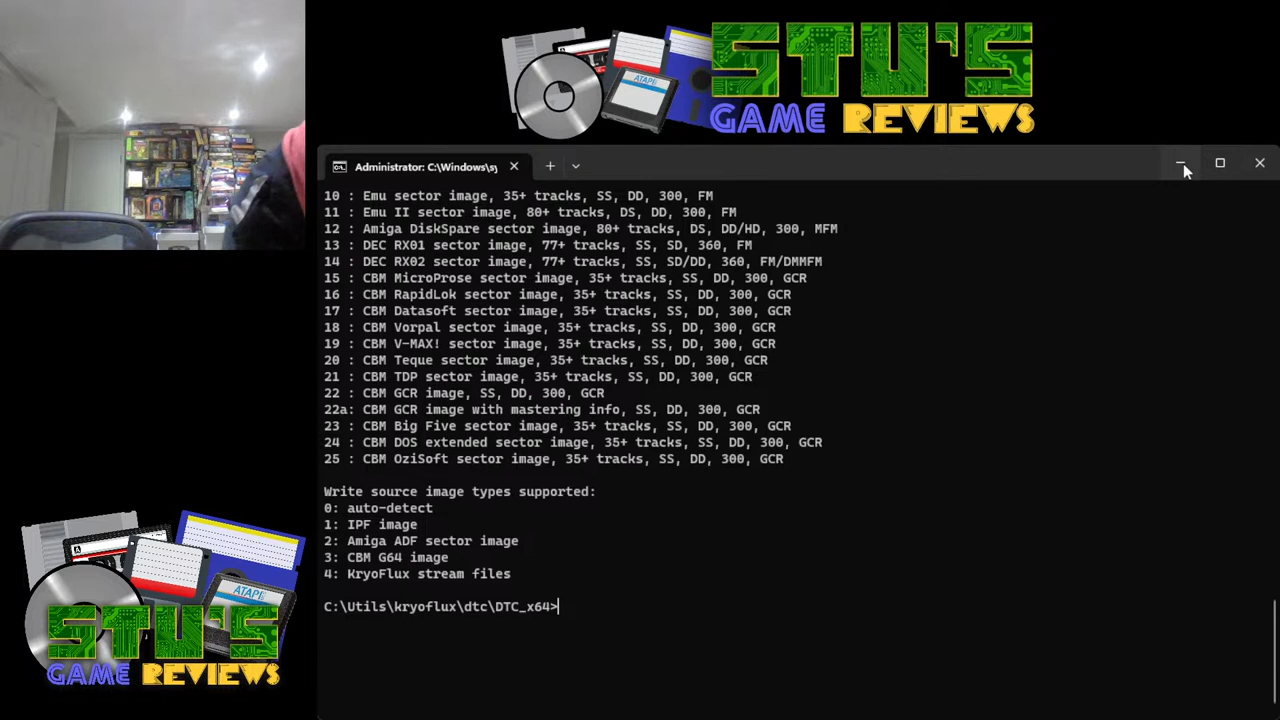 STU'S
GAME REVIEWS
ATAPI
Administrator: C:\Windows\sy
10 : Emu sector image, 35+ tracks, SS, DD, 300, FM
11 : Emu II sector image, 80+ tracks, DS, DD, 300, FM
12 : Amiga DiskSpare sector image, 80+ tracks, DS, DD/HD, 300, MFM
13 : DEC RX01 sector image, 77+ tracks, SS, SD, 360, FM
14 : DEC RX02 sector image, 77+ tracks, SS, SD/DD, 360, FM/DMMFM
15 : CBM MicroProse sector image, 35+ tracks, SS, DD, 300, GCR
16 : CBM RapidLok sector image, 35+ tracks, SS, DD, 300, GCR
17 : CBM Datasoft sector image, 35+ tracks, SS, DD, 300, GCR
18 : CBM Vorpal sector image, 35+ tracks, SS, DD, 300, GCR
19 : CBM V-MAX! sector image, 35+ tracks, SS, DD, 300, GCR
20 : CBM Teque sector image, 35+ tracks, SS, DD, 300, GCR
21 : CBM TDP sector image, 35+ tracks, SS, DD, 300, GCR
22 : CBM GCR image, SS, DD, 300, GCR
22a: CBM GCR image with mastering info, SS, DD, 300, GCR
23 : CBM Big Five sector image, 35+ tracks, SS, DD, 300, GCR
24 : CBM DOS extended sector image, 35+ tracks, SS, DD, 300, GCR
25 : CBM OziSoft sector image, 35+ tracks, SS, DD, 300, GCR
Write source image types supported:
0: auto-detect
1: IPF image
2: Amiga ADF sector image
3: CBM G64 image
4: KryoFlux stream files
C:\Utils\kryoflux\dtc\DTC_x64>
A
ATAPI
STU'S
GAME REVIEWS